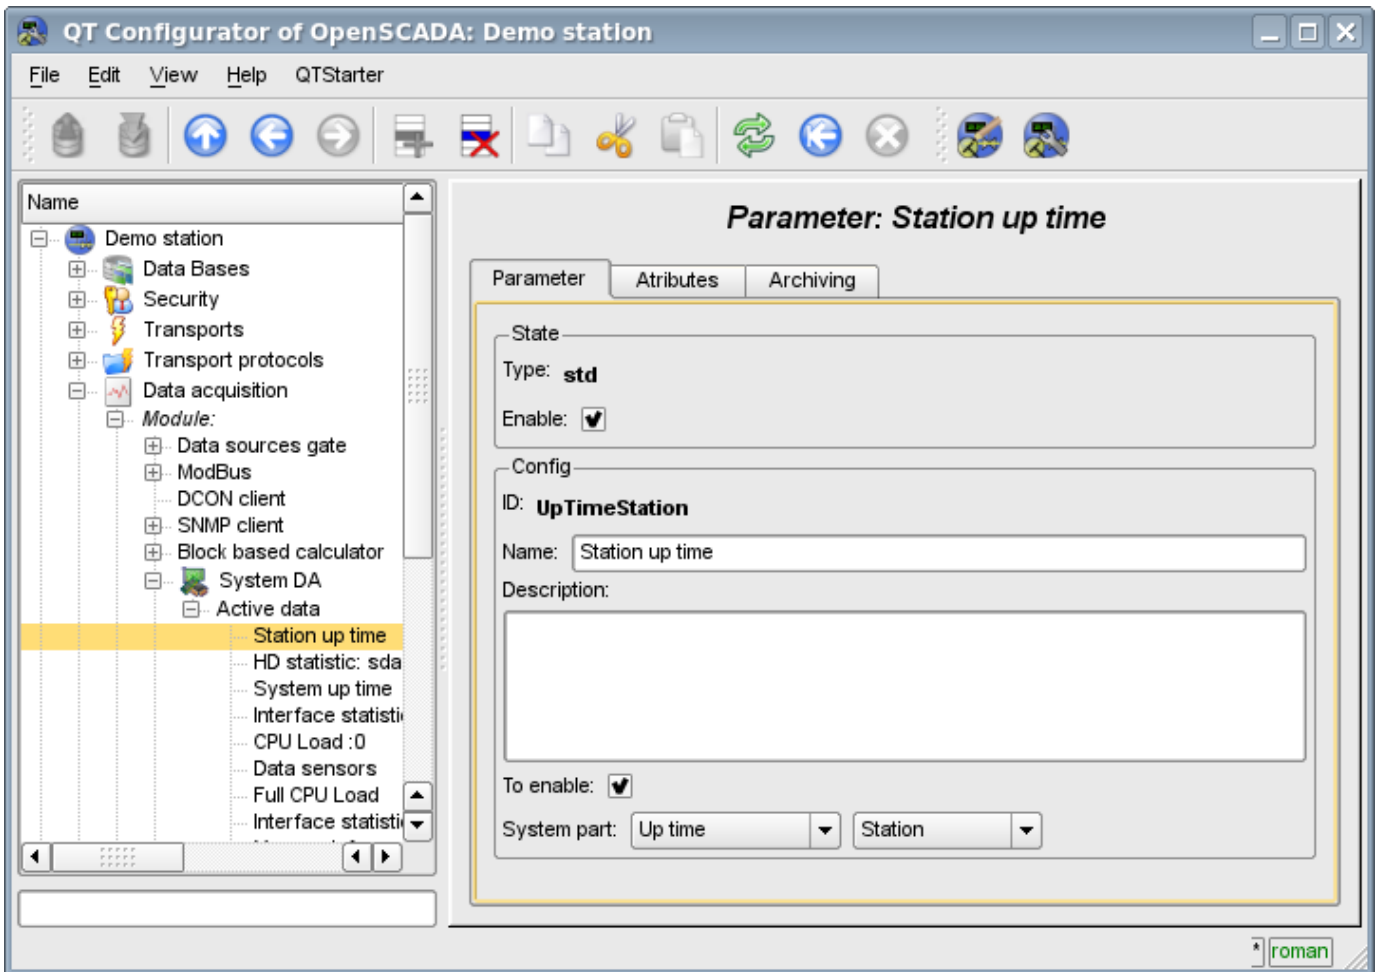 QT Configurator of OpenSCADA: Demo station
File Edit View Help QTStarter
Name
Demo station
Data Bases
Security
Transports
Transport protocols
Data acquisition
Module:
Data sources gate
ModBus
DCON client
SNMP client
Block based calculator
System DA
Active data
Station up time
HD statistic: sda
System up time
Interface statisti
CPU Load :0
Data sensors
Full CPU Load
Interface statisti
Parameter: Station up time
Parameter Atributes Archiving
State
Type: std
Enable:
Config
ID: UpTimeStation
Name: Station up time
Description:
To enable:
System part: Up time Station
* roman